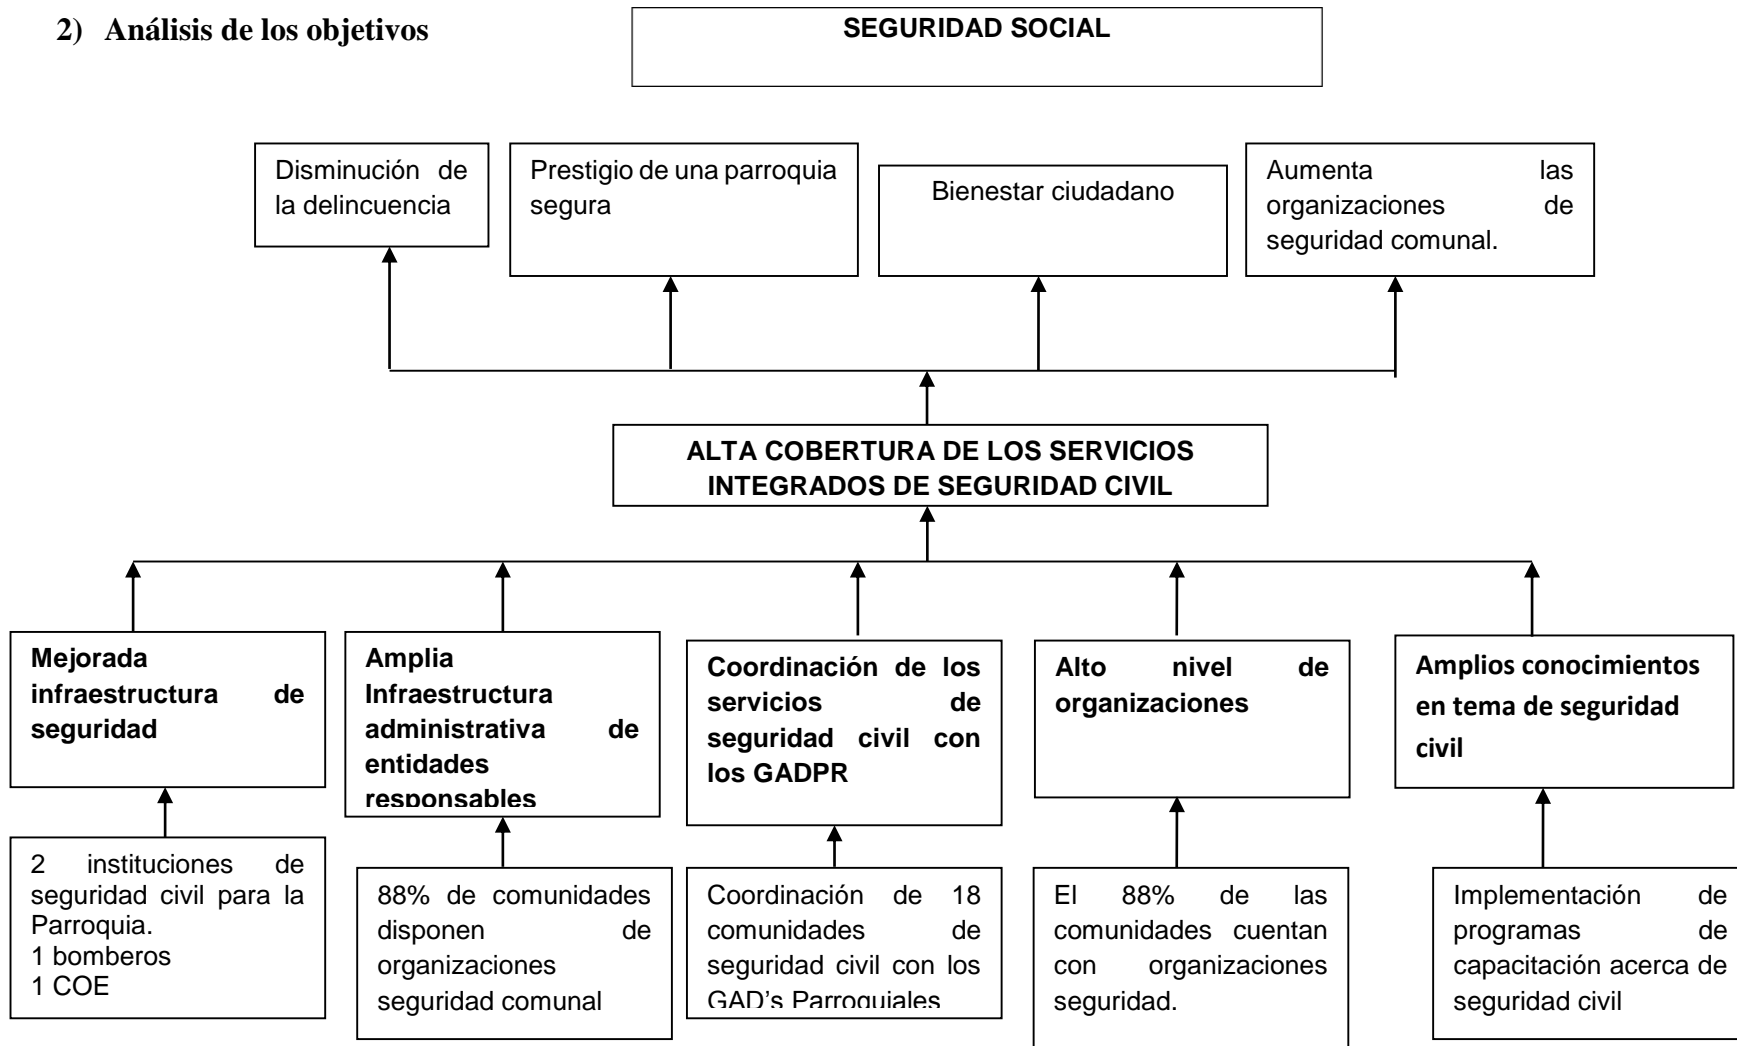 2) Análisis de los objetivos
SEGURIDAD SOCIAL
Disminución de
la delincuencia
Prestigio de una parroquia
segura
Bienestar ciudadano
Aumenta las
organizaciones de
seguridad comunal.
ALTA COBERTURA DE LOS SERVICIOS
INTEGRADOS DE SEGURIDAD CIVIL
Mejorada
infraestructura de
seguridad
Amplia
Infraestructura
administrativa de
entidades
responsables
Coordinación de los
servicios de
seguridad civil con
los GADPR
Alto nivel de
organizaciones
Amplios conocimientos
en tema de seguridad
civil
2 instituciones de
seguridad civil para la
Parroquia.
1 bomberos
1 COE
88% de comunidades
disponen de
organizaciones
seguridad comunal
Coordinación de 18
comunidades de
seguridad civil con los
GAD's Parroquiales
El 88% de las
comunidades cuentan
con organizaciones
seguridad.
Implementación de
programas de
capacitación acerca de
seguridad civil